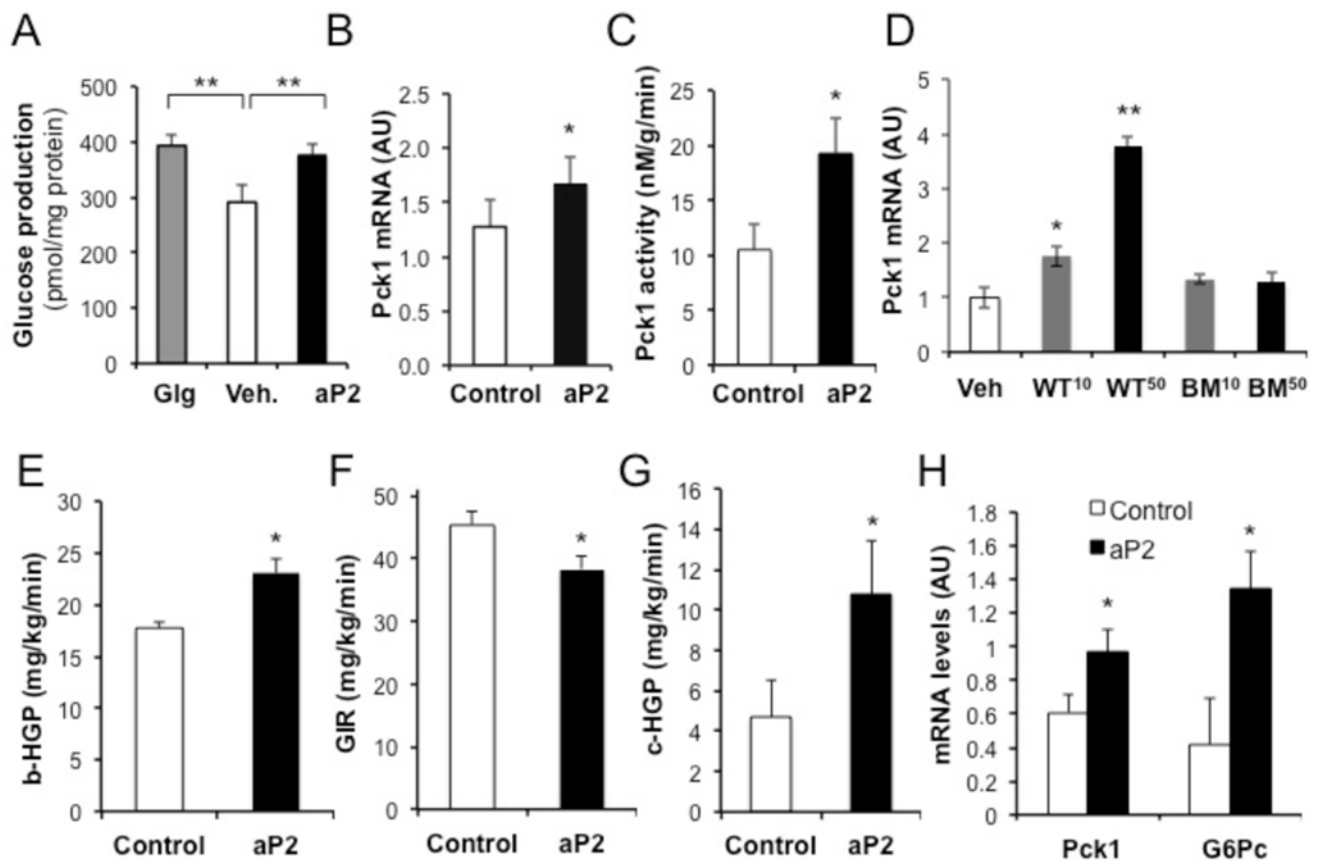 A
Glucose production
(pmol/mg protein)
500
400
300
200
100
0
**
**
Glg
Veh.
aP2
B
Pck1 mRNA (AU)
2.5
2.0
1.5
1.0
0.5
0.0
*
Control
aP2
C
Pck1 activity (nM/g/min)
25
20
15
10
5
0
*
Control
aP2
D
Pck1 mRNA (AU)
5
4
3
2
1
0
*
**
Veh
WT¹⁰
WT⁵⁰
BM¹⁰
BM⁵⁰
E
b-HGP (mg/kg/min)
30
25
20
15
10
5
0
*
Control
aP2
F
GIR (mg/kg/min)
50
40
30
20
10
0
*
Control
aP2
G
c-HGP (mg/kg/min)
16
14
12
10
8
6
4
2
0
*
Control
aP2
H
mRNA levels (AU)
1.8
1.6
1.4
1.2
1
0.8
0.6
0.4
0.2
0
Control
aP2
*
*
Pck1
G6Pc